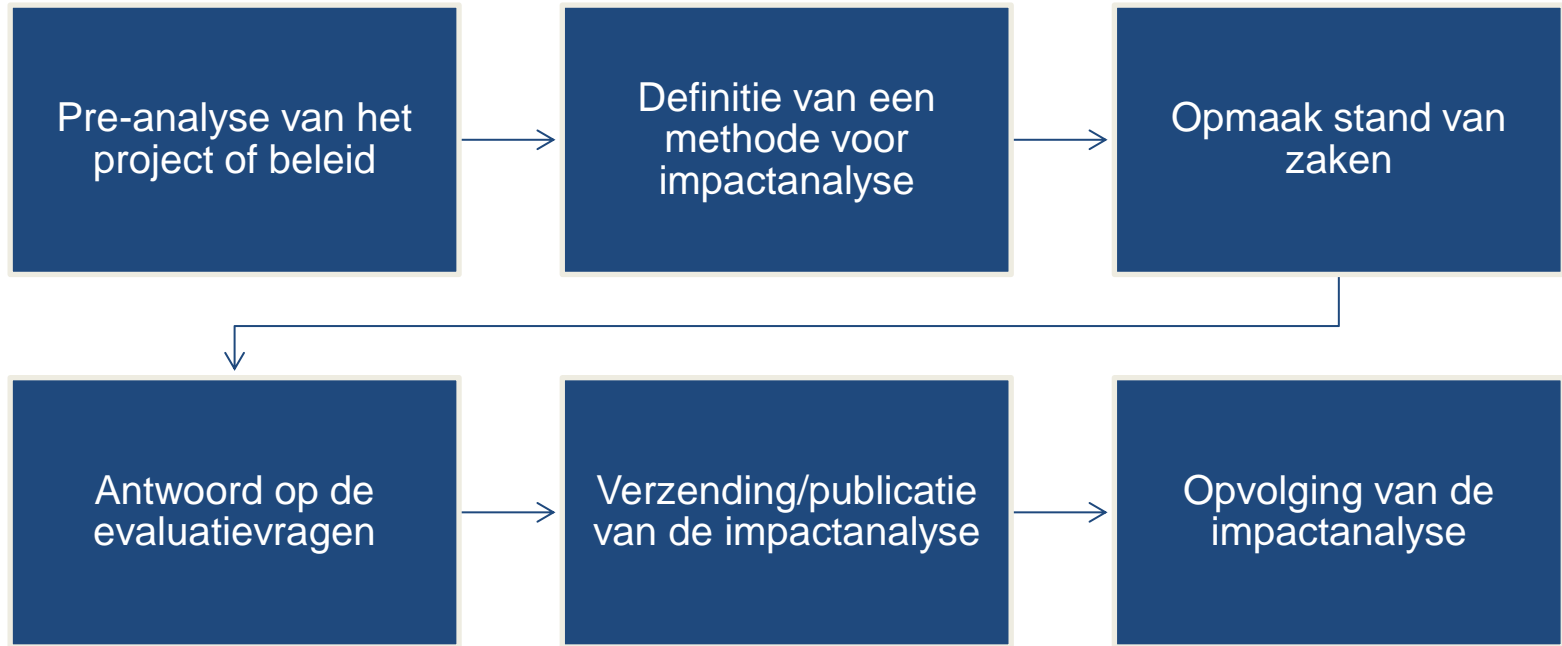 Pre-analyse van het
project of beleid
Definitie van een
methode voor
impactanalyse
Opmaak stand van
zaken
Antwoord op de
evaluatievragen
Verzending/publicatie
van de impactanalyse
Opvolging van de
impactanalyse